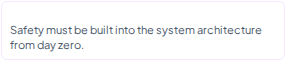 Safety must be built into the system architecture
from day zero.